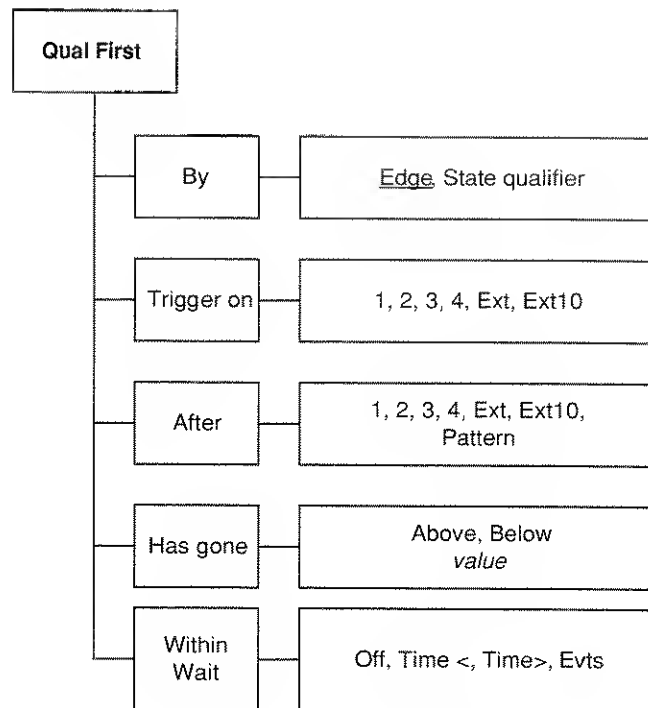 Qual First
By
Edge, State qualifier
Trigger on
1, 2, 3, 4, Ext, Ext10
After
1, 2, 3, 4, Ext, Ext10,
Pattern
Has gone
Above, Below
value
Within
Wait
Off, Time <, Time>, Evts